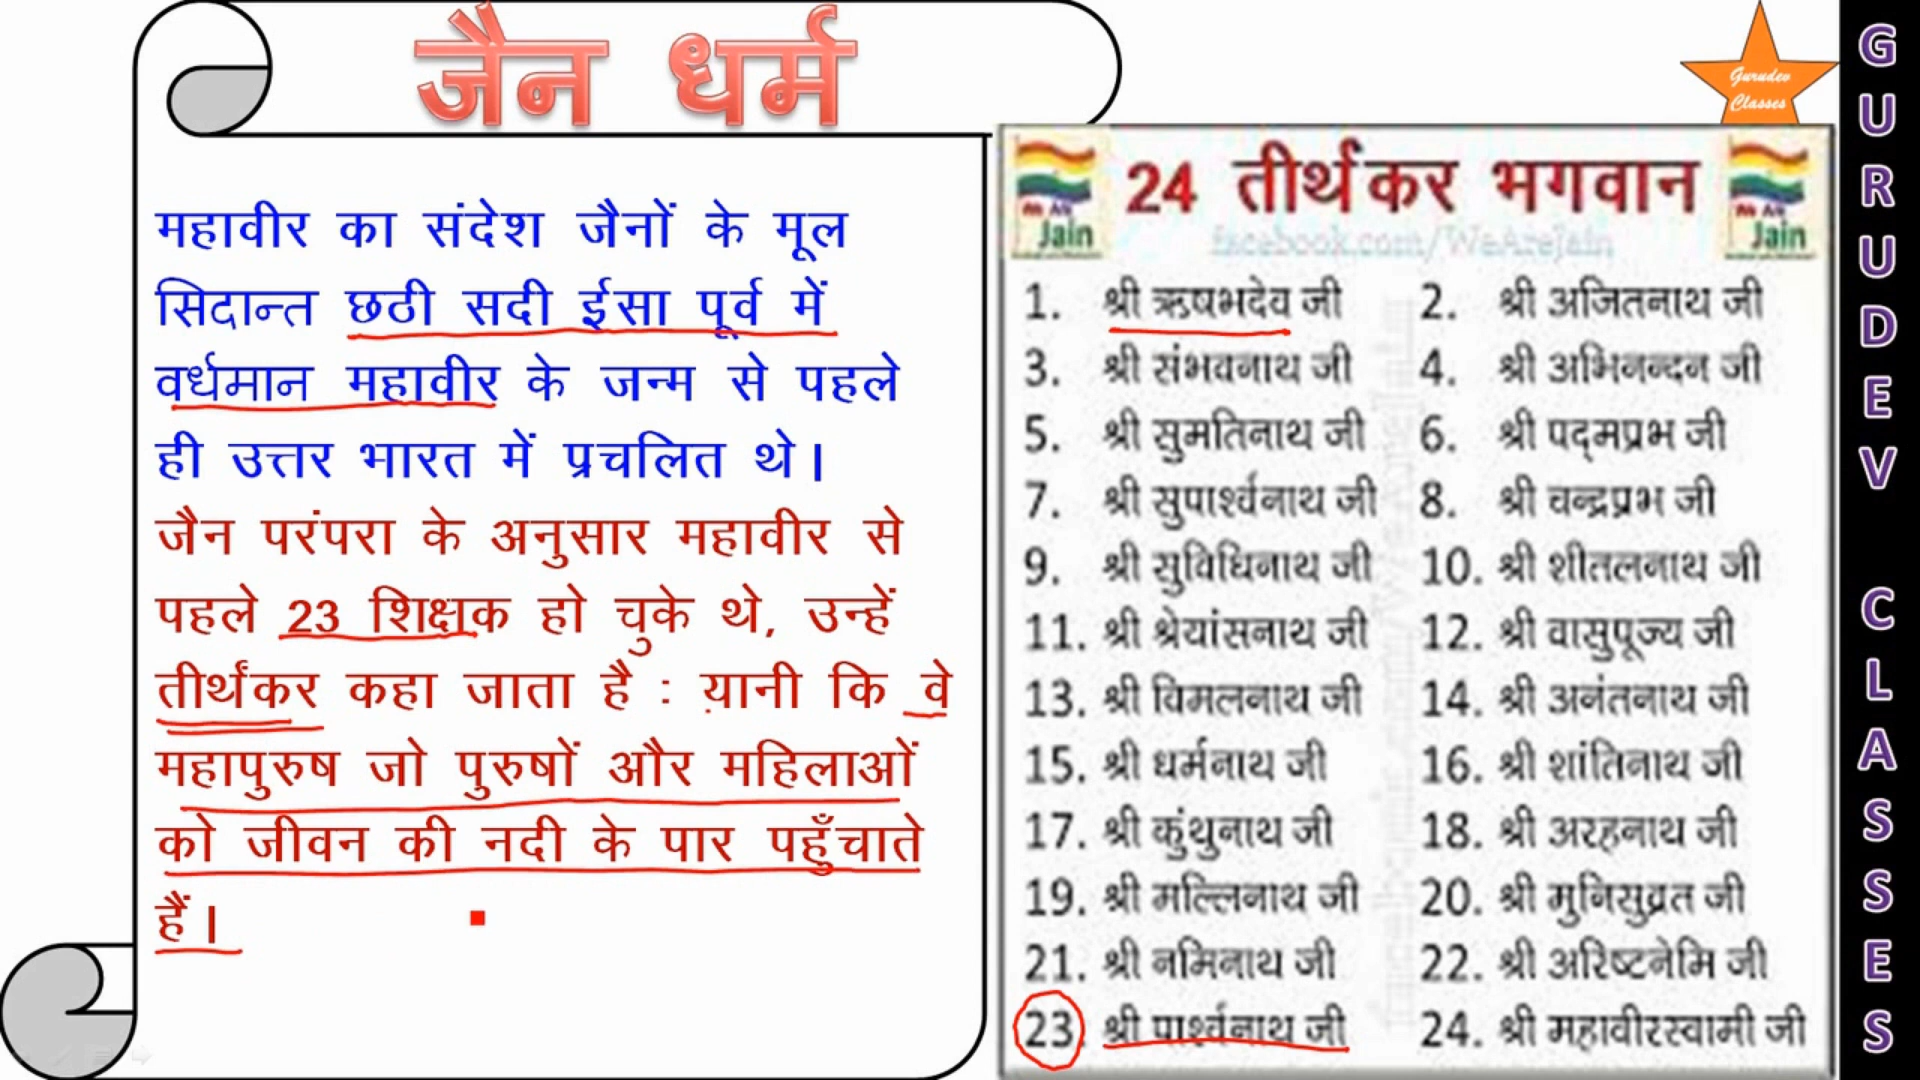 जैन धर्म
महावीर का संदेश जैनों के मूल
सिदान्त छठी सदी ईसा पूर्व में
वर्धमान महावीर के जन्म से पहले
ही उत्तर भारत में प्रचलित थे।
जैन परंपरा के अनुसार महावीर से
पहले 23 शिक्षक हो चुके थे, उन्हें
तीर्थंकर कहा जाता है : यानी कि वे
महापुरुष जो पुरुषों और महिलाओं
को जीवन की नदी के पार पहुँचाते
हैं।
24 तीर्थकर भगवान
We Are
Jain
We Are
Jain
facebook.com/WeAreJain
1. श्री ऋषभदेव जी 2. श्री अजितनाथ जी
3. श्री संभवनाथ जी 4. श्री अभिनन्दन जी
5. श्री सुमतिनाथ जी 6. श्री पद्मप्रभ जी
7. श्री सुपार्श्वनाथ जी 8. श्री चन्द्रप्रभ जी
9. श्री सुविधिनाथ जी 10. श्री शीतलनाथ जी
11. श्री श्रेयांसनाथ जी 12. श्री वासुपूज्य जी
13. श्री विमलनाथ जी 14. श्री अनंतनाथ जी
15. श्री धर्मनाथ जी 16. श्री शांतिनाथ जी
17. श्री कुंथुनाथ जी 18. श्री अरहनाथ जी
19. श्री मल्लिनाथ जी 20. श्री मुनिसुव्रत जी
21. श्री नमिनाथ जी 22. श्री अरिष्टनेमि जी
23. श्री पार्श्वनाथ जी 24. श्री महावीरस्वामी जी
Gurudev
Classes
GURUDEV CLASSES